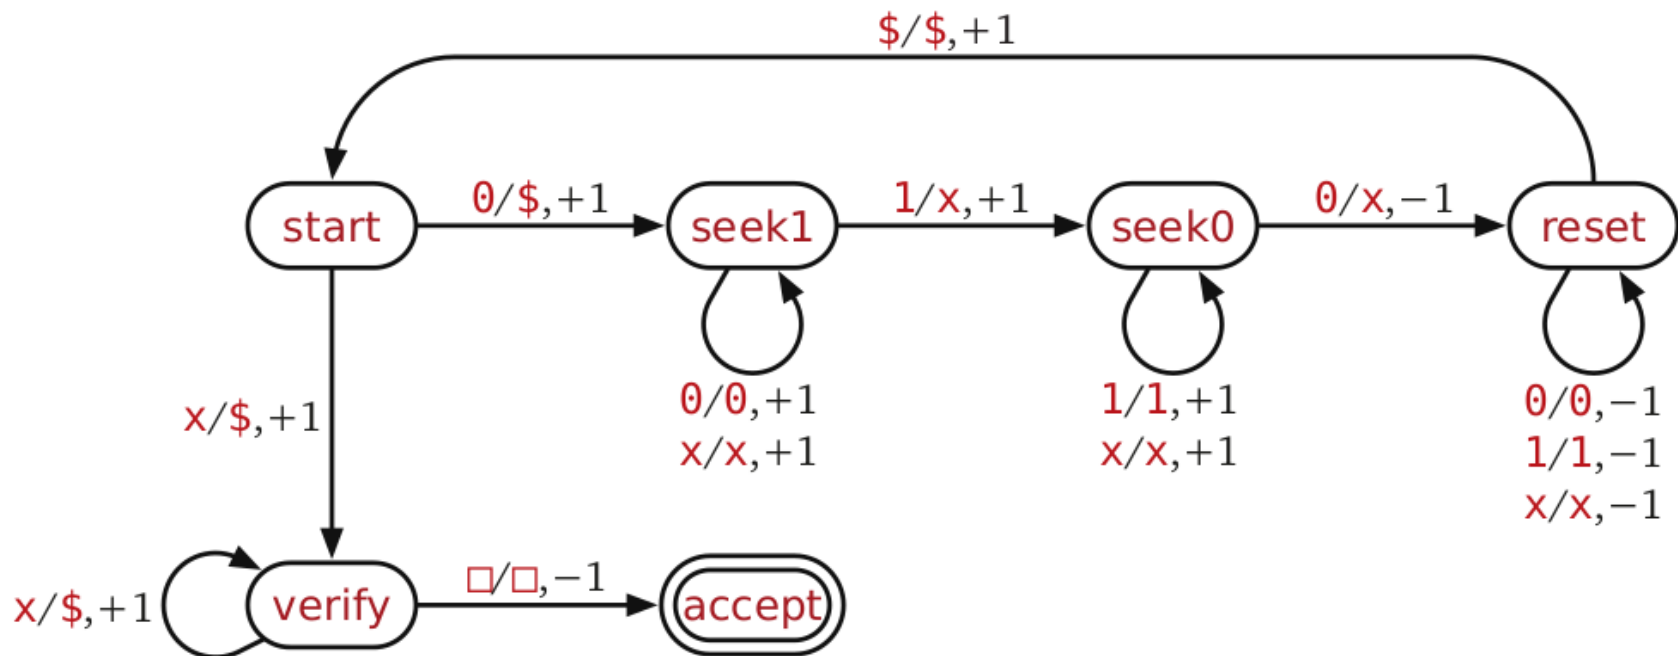 $/$,+1
start
0/$,+1
seek1
1/x,+1
seek0
0/x,−1
reset
0/0,+1
x/x,+1
1/1,+1
x/x,+1
0/0,−1
1/1,−1
x/x,−1
x/$,+1
x/$,+1
verify
□/□,−1
accept